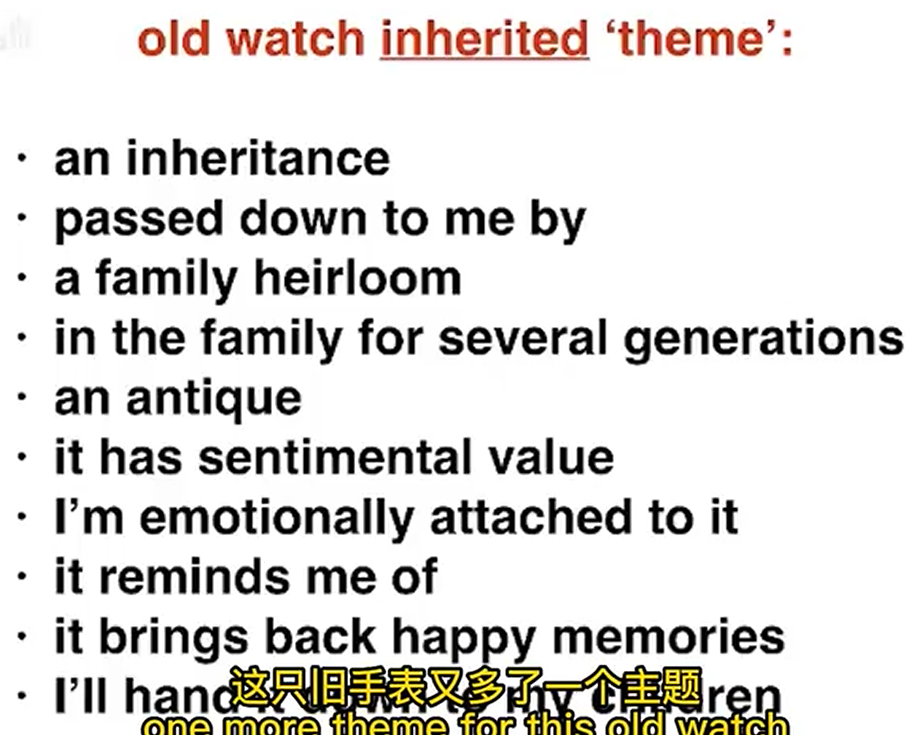 old watch inherited ‘theme’:
· an inheritance
· passed down to me by
· a family heirloom
· in the family for several generations
· an antique
· it has sentimental value
· I’m emotionally attached to it
· it reminds me of
· it brings back happy memories
· I’ll hand my children
这只旧手表又多了一个主题
one more theme for this old watch